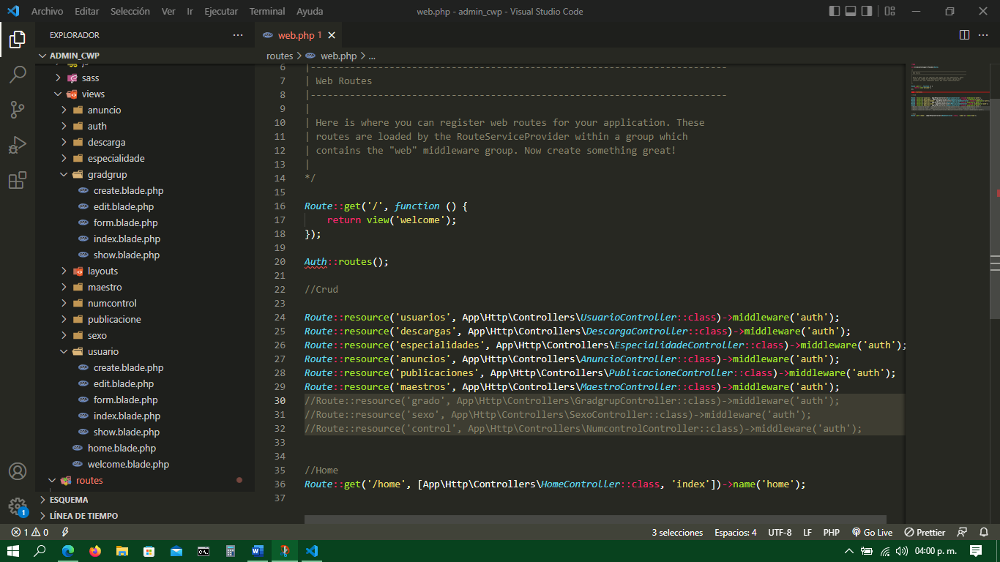 Archivo Editar Selección Ver Ir Ejecutar Terminal Ayuda
web.php - admin_cwp - Visual Studio Code
EXPLORADOR
web.php 1
ADMIN_CWP
routes > web.php > ...
js
sass
views
anuncio
auth
descarga
especialidade
gradgrup
create.blade.php
edit.blade.php
form.blade.php
index.blade.php
show.blade.php
layouts
maestro
numcontrol
publicacione
sexo
usuario
create.blade.php
edit.blade.php
form.blade.php
index.blade.php
show.blade.php
home.blade.php
welcome.blade.php
routes
ESQUEMA
LÍNEA DE TIEMPO
6 |--------------------------------------------------------------------------
7 | Web Routes
8 |--------------------------------------------------------------------------
9 |
10 | Here is where you can register web routes for your application. These
11 | routes are loaded by the RouteServiceProvider within a group which
12 | contains the "web" middleware group. Now create something great!
13 |
14 */
15
16 Route::get('/', function () {
17     return view('welcome');
18 });
19
20 Auth::routes();
21
22 //Crud
23
24 Route::resource('usuarios', App\Http\Controllers\UsuarioController::class)->middleware('auth');
25 Route::resource('descargas', App\Http\Controllers\DescargaController::class)->middleware('auth');
26 Route::resource('especialidades', App\Http\Controllers\EspecialidadeController::class)->middleware('auth');
27 Route::resource('anuncios', App\Http\Controllers\AnuncioController::class)->middleware('auth');
28 Route::resource('publicaciones', App\Http\Controllers\PublicacioneController::class)->middleware('auth');
29 Route::resource('maestros', App\Http\Controllers\MaestroController::class)->middleware('auth');
30 //Route::resource('grado', App\Http\Controllers\GradgrupController::class)->middleware('auth');
31 //Route::resource('sexo', App\Http\Controllers\SexoController::class)->middleware('auth');
32 //Route::resource('control', App\Http\Controllers\NumcontrolController::class)->middleware('auth');
33
34
35 //Home
36 Route::get('/home', [App\Http\Controllers\HomeController::class, 'index'])->name('home');
37
1
1 0
3 selecciones Espacios: 4 UTF-8 LF PHP Go Live Prettier
04:00 p. m.